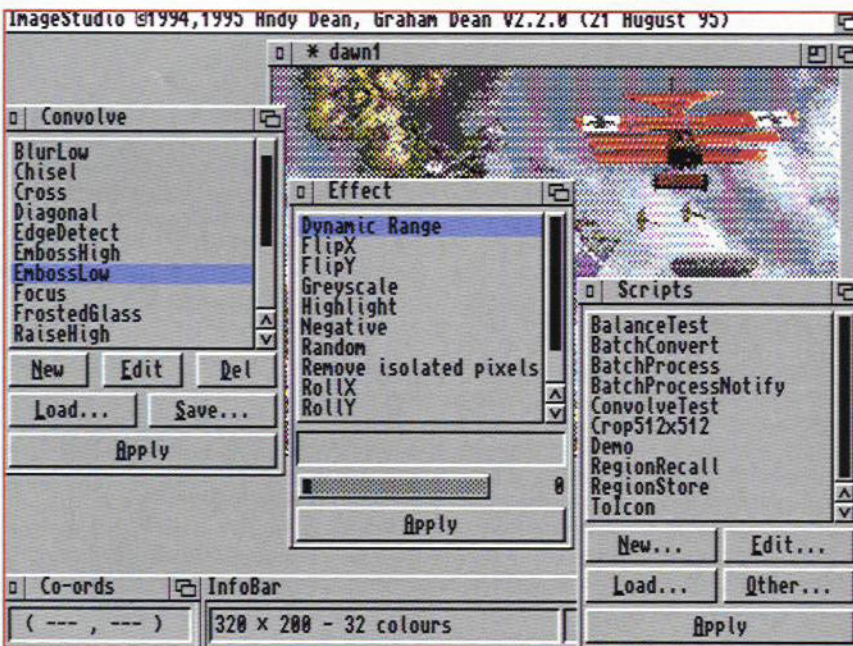 ImageStudio ©1994,1995 Andy Dean, Graham Dean V2.2.0 (21 August 95)
* dawn1
Convolve
BlurLow
Chisel
Cross
Diagonal
EdgeDetect
EmbossHigh
EmbossLow
Focus
FrostedGlass
RaiseHigh
New Edit Del
Load... Save...
Apply
Effect
Dynamic Range
FlipX
FlipY
Greyscale
Highlight
Negative
Random
Remove isolated pixels
RollX
RollY
0
Apply
Scripts
BalanceTest
BatchConvert
BatchProcess
BatchProcessNotify
ConvolveTest
Crop512x512
Demo
RegionRecall
RegionStore
ToIcon
New... Edit...
Load... Other...
Apply
Co-ords
( --- , --- )
InfoBar
320 × 200 - 32 colours